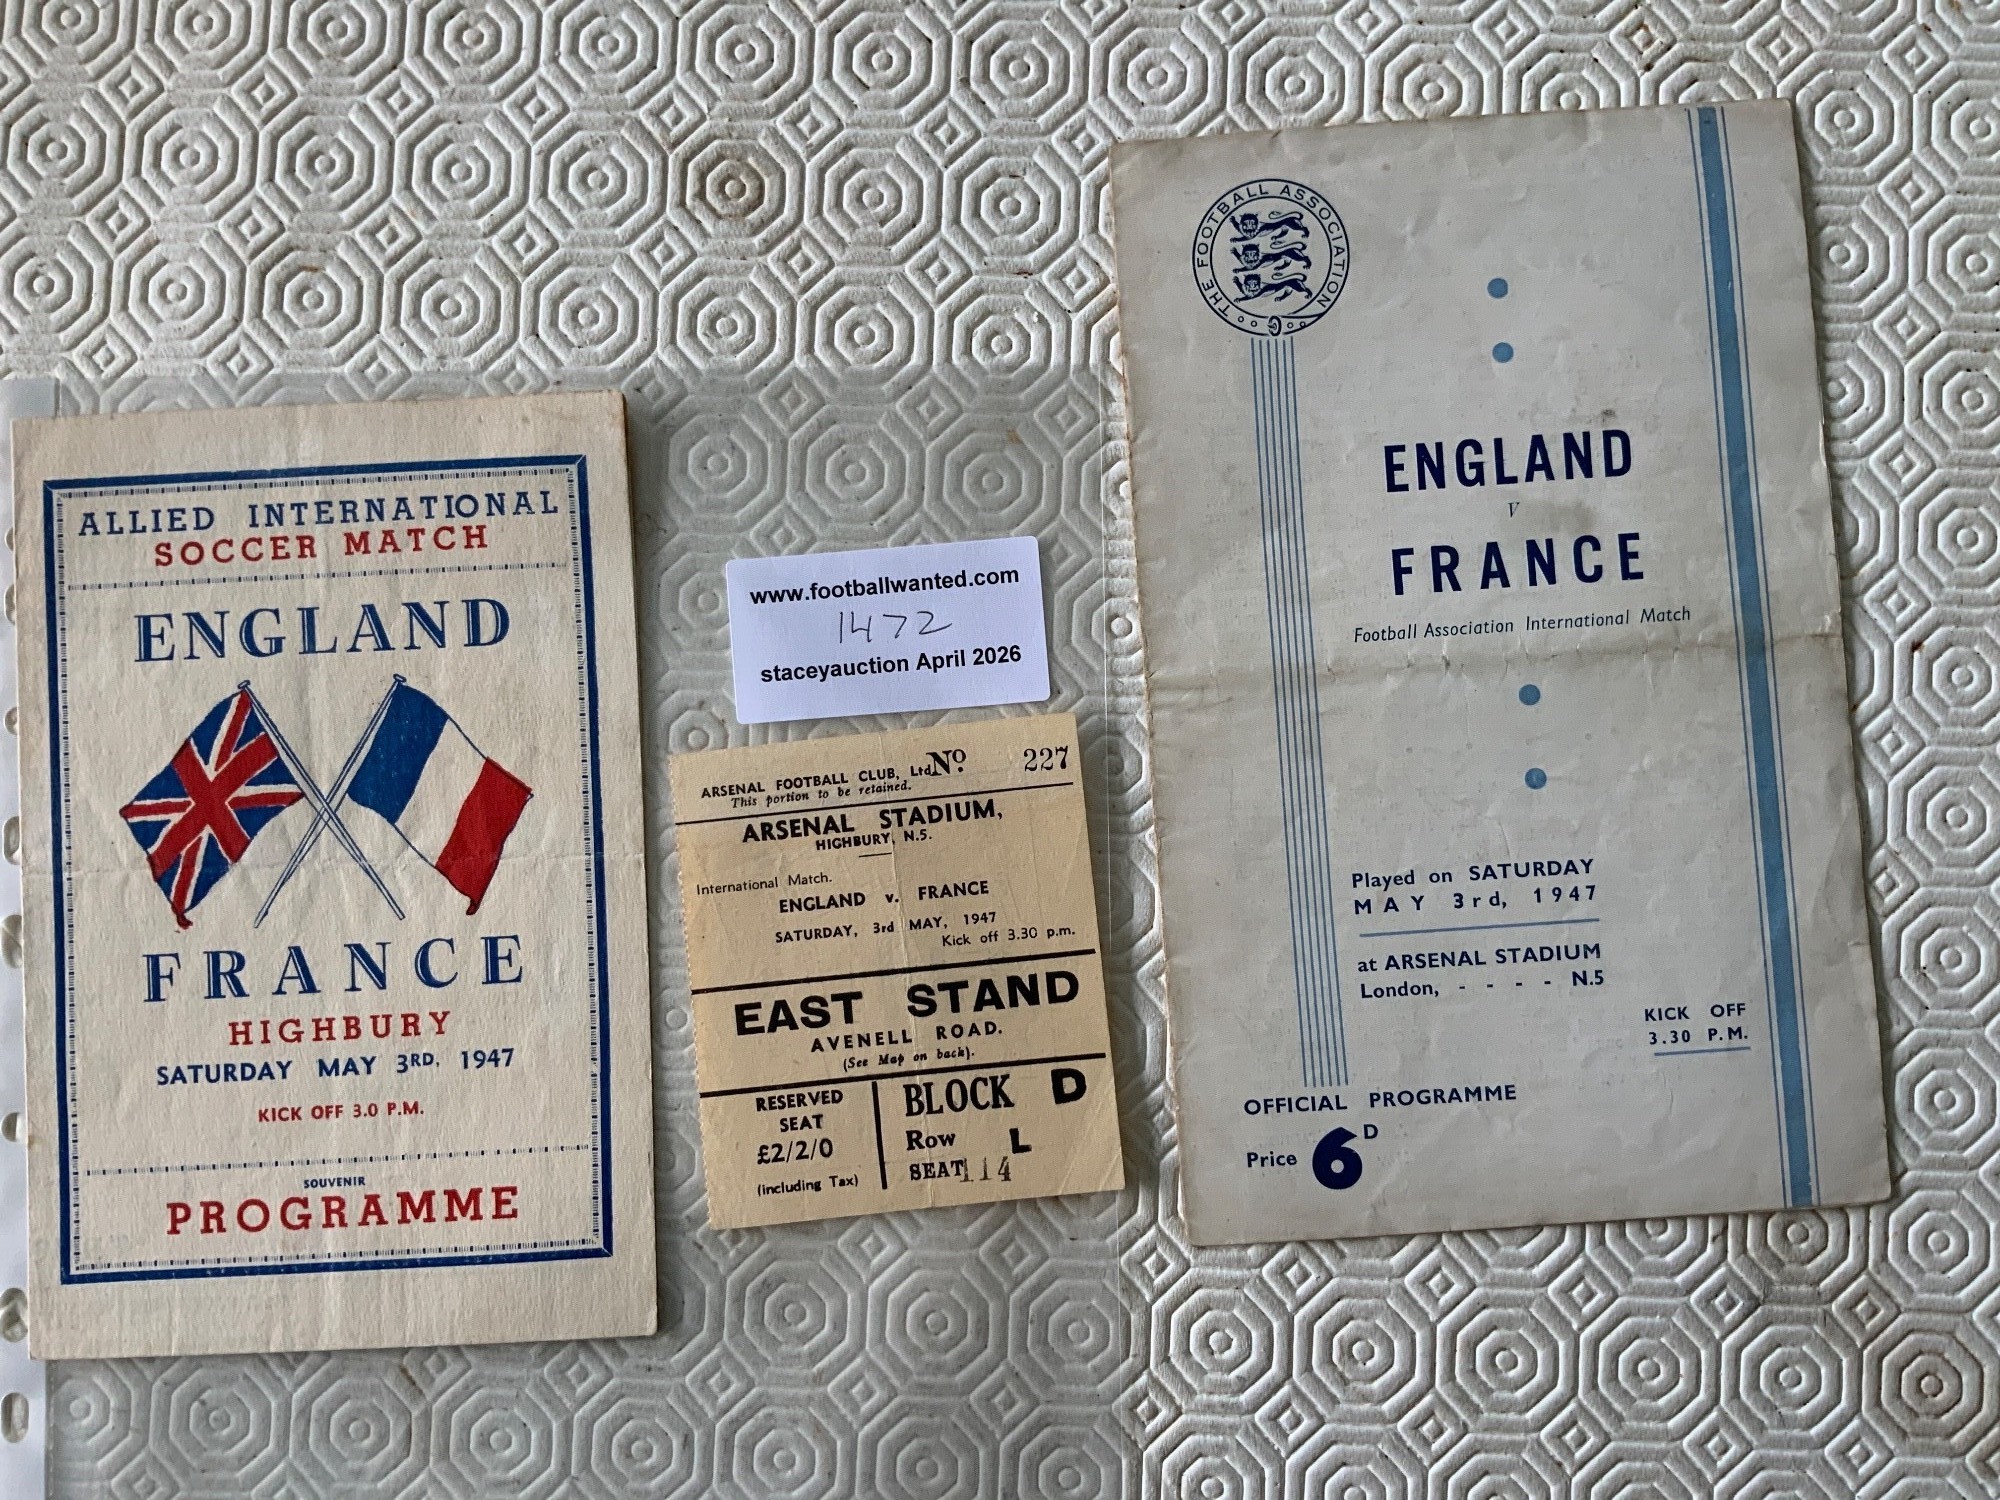 ALLIED INTERNATIONAL
SOCCER MATCH
ENGLAND
FRANCE
HIGHBURY
SATURDAY MAY 3RD, 1947
KICK OFF 3.0 P.M.
SOUVENIR
PROGRAMME
www.footballwanted.com
1472
staceyauction April 2026
ARSENAL FOOTBALL CLUB, Ltd. No. 227
This portion to be retained.
ARSENAL STADIUM,
HIGHBURY, N.5.
International Match.
ENGLAND v. FRANCE
SATURDAY, 3rd MAY, 1947
Kick off 3.30 p.m.
EAST STAND
AVENELL ROAD.
(See Map on back).
RESERVED
SEAT
£2/2/0
(including Tax)
BLOCK D
Row L
SEAT 114
THE FOOTBALL ASSOCIATION
ENGLAND
V
FRANCE
Football Association International Match
Played on SATURDAY
MAY 3rd, 1947
at ARSENAL STADIUM
London, - - - - N.5
KICK OFF
3.30 P.M.
OFFICIAL PROGRAMME
Price 6D